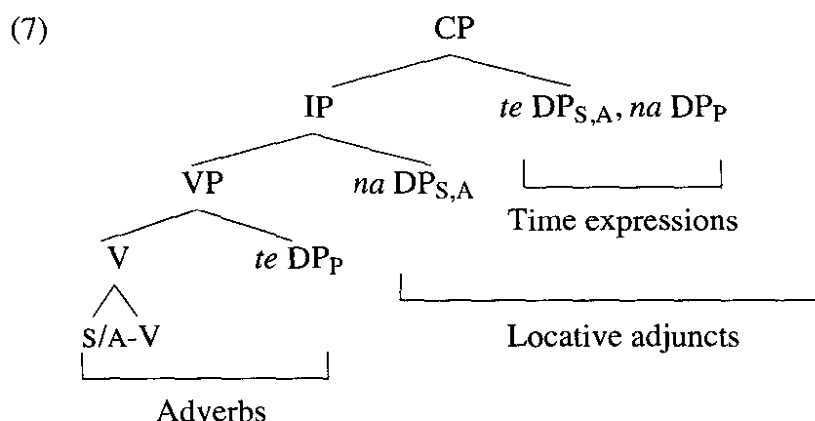 (7) CP
IP te DPS,A, na DPP
VP na DPS,A
Time expressions
V te DPP
S/A-V Locative adjuncts
Adverbs